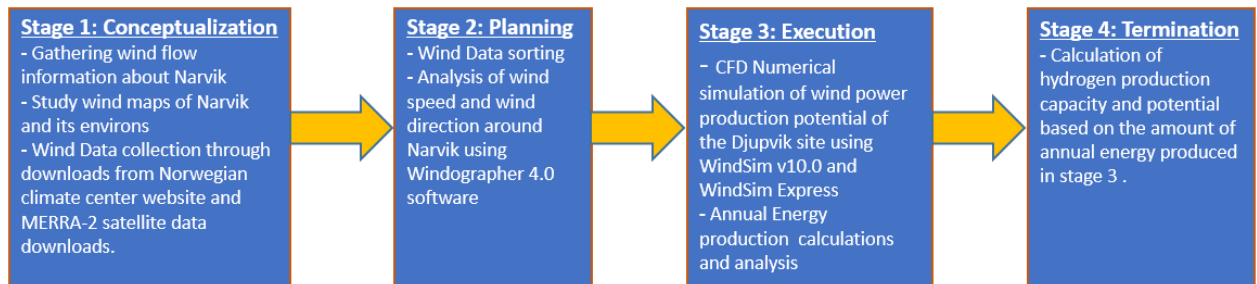 Stage 1: Conceptualization
- Gathering wind flow
information about Narvik
- Study wind maps of Narvik
and its environs
- Wind Data collection through
downloads from Norwegian
climate center website and
MERRA-2 satellite data
downloads.
Stage 2: Planning
- Wind Data sorting
- Analysis of wind
speed and wind
direction around
Narvik using
Windographer 4.0
software
Stage 3: Execution
- CFD Numerical
simulation of wind power
production potential of
the Djupvik site using
WindSim v10.0 and
WindSim Express
- Annual Energy
production calculations
and analysis
Stage 4: Termination
- Calculation of
hydrogen production
capacity and potential
based on the amount of
annual energy produced
in stage 3 .